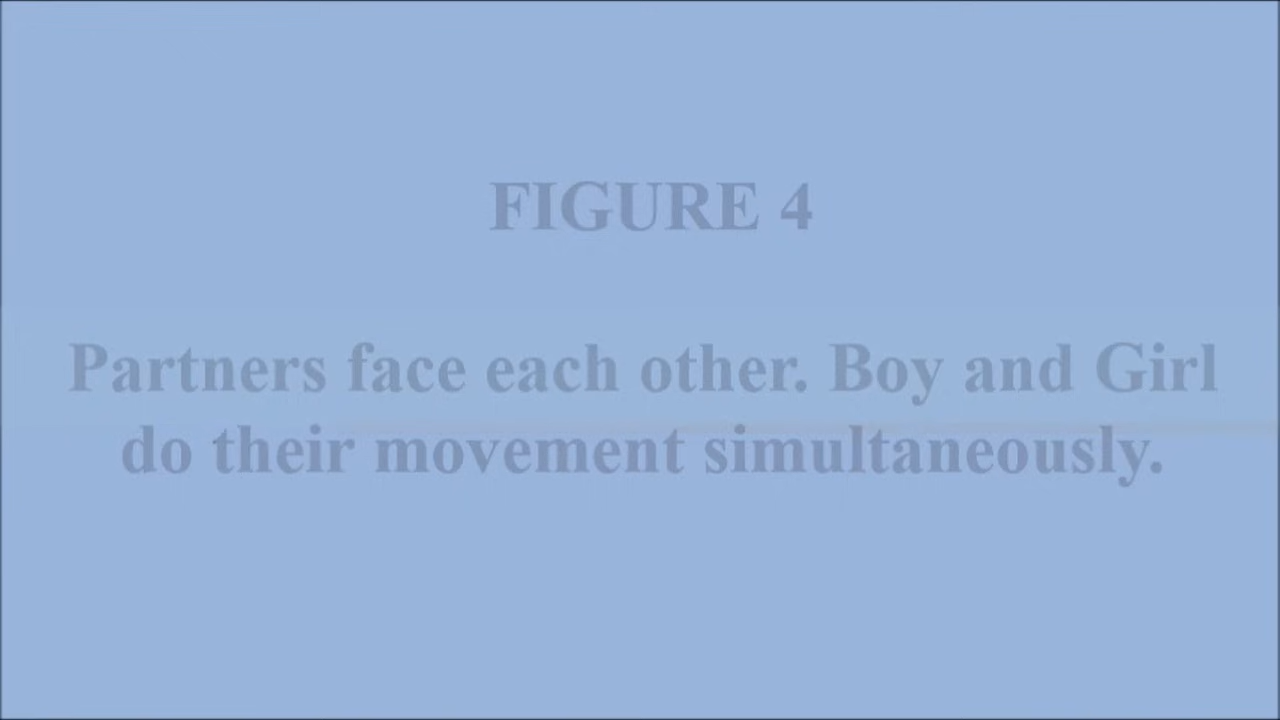 FIGURE 4
Partners face each other. Boy and Girl
do their movement simultaneously.